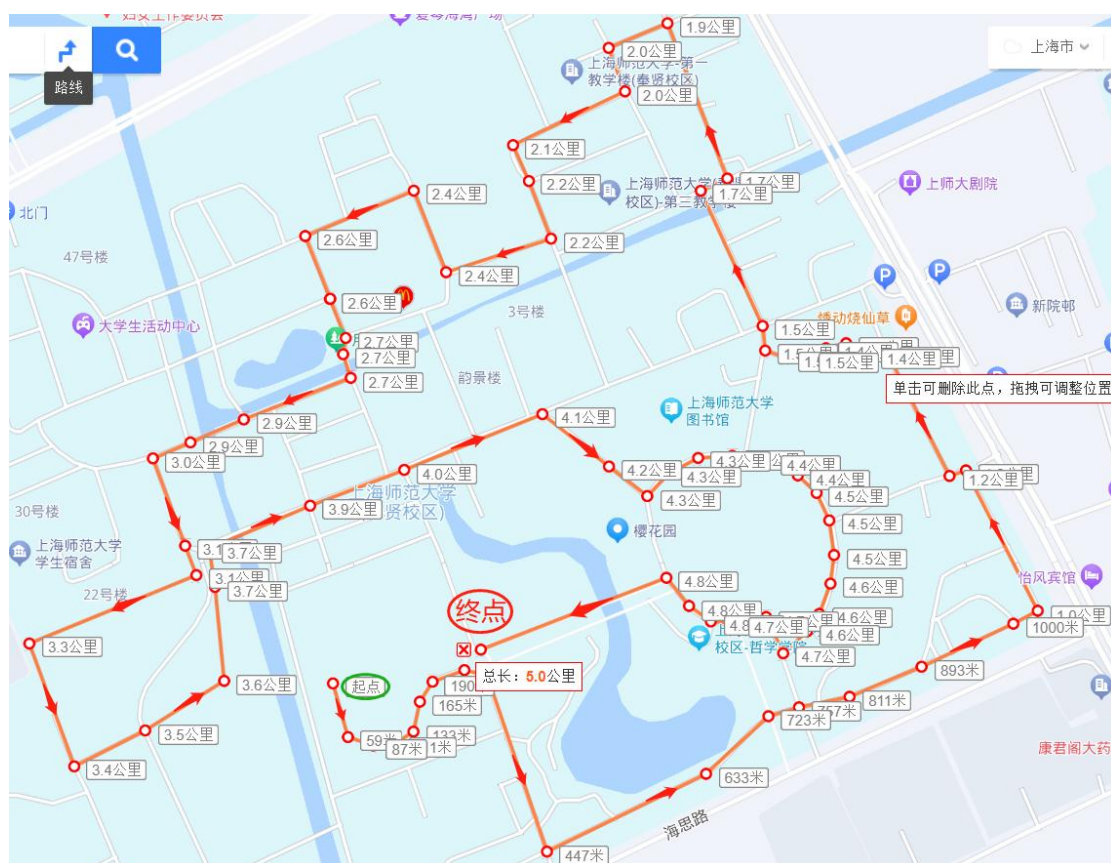 妇女工作委员会
爱琴海湾广场
路线
上海市
1.9公里
2.0公里
上海师范大学-第一
教学楼(奉贤校区)
2.0公里
2.1公里
2.2公里
上海师范大学(
校区)-第三教学楼
1.7公里
1.7公里
上师大剧院
北门
2.4公里
2.6公里
2.2公里
47号楼
2.4公里
2.6公里
3号楼
新院邨
大学生活动中心
1.5公里
2.7公里
2.7公里
1.5公里
1.4公里
韵景楼
2.7公里
单击可删除此点，拖拽可调整位置
上海师范大学
图书馆
2.9公里
2.9公里
4.1公里
3.0公里
4.0公里
4.2公里
4.3公里
4.3公里
4.4公里
4.4公里
1.2公里
上海师范大学
贤校区)
3.9公里
4.3公里
4.5公里
30号楼
4.5公里
樱花园
上海师范大学
学生宿舍
3.7公里
4.5公里
3.1公里
3.7公里
22号楼
4.6公里
怡风宾馆
4.8公里
终点
4.8公里
4.7公里
4.6公里
4.6公里
1.0公里
1000米
校区-哲学学院
3.3公里
4.7公里
893米
总长：5.0公里
3.6公里
起点
190
165米
811米
757米
723米
3.5公里
59米
87米
133米
康君阁大药
3.4公里
633米
海思路
447米